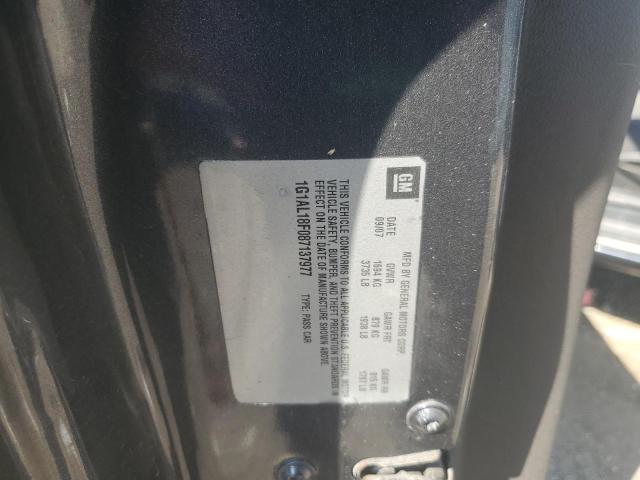 GM
MFD BY GENERAL MOTORS CORP
DATE GVWR GAWR FRT GAWR RR
09/07 1694 KG 879 KG 815 KG
3735 LB 1938 LB 1797 LB
THIS VEHICLE CONFORMS TO ALL APPLICABLE U.S. FEDERAL MOTOR
VEHICLE SAFETY, BUMPER, AND THEFT PREVENTION STANDARDS IN
EFFECT ON THE DATE OF MANUFACTURE SHOWN ABOVE.
1G1AL18F087137977 TYPE: PASS CAR